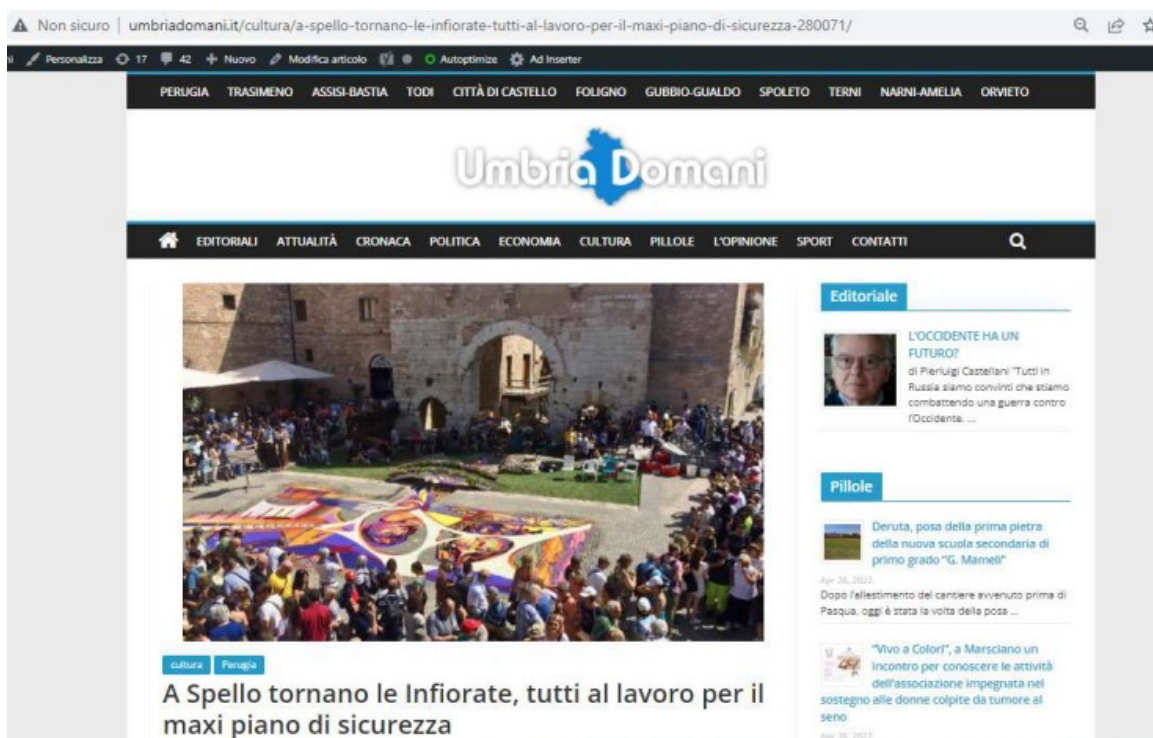 Non sicuro | umbriadomani.it/cultura/a-spello-tornano-le-infiorate-tutti-al-lavoro-per-il-maxi-piano-di-sicurezza-280071/
Personalizza 17 42 + Nuovo Modifica articolo Autoptimize Ad Inserter
PERUGIA TRASIMENO ASSISI-BASTIA TODI CITTÀ DI CASTELLO FOLIGNO GUBBIO-GUALDO SPOLETO TERNI NARNI-AMELIA ORVIETO
Umbria Domani
EDITORIALI ATTUALITÀ CRONACA POLITICA ECONOMIA CULTURA PILLOLE L'OPINIONE SPORT CONTATTI
cultura Perugia
A Spello tornano le Infiorate, tutti al lavoro per il
maxi piano di sicurezza
Editoriale
L'OCCIDENTE HA UN
FUTURO?
di Pierluigi Castellani "Tutti in
Russia siamo convinti che stiamo
combattendo una guerra contro
l'Occidente. ...
Pillole
Deruta, posa della prima pietra
della nuova scuola secondaria di
primo grado "G. Mameli"
Apr 26, 2022
Dopo l'allestimento del cantiere avvenuto prima di
Pasqua, oggi è stata la volta della posa ...
"Vivo a Colori", a Marsciano un
incontro per conoscere le attività
dell'associazione impegnata nel
sostegno alle donne colpite da tumore al
seno
Apr 26, 2022